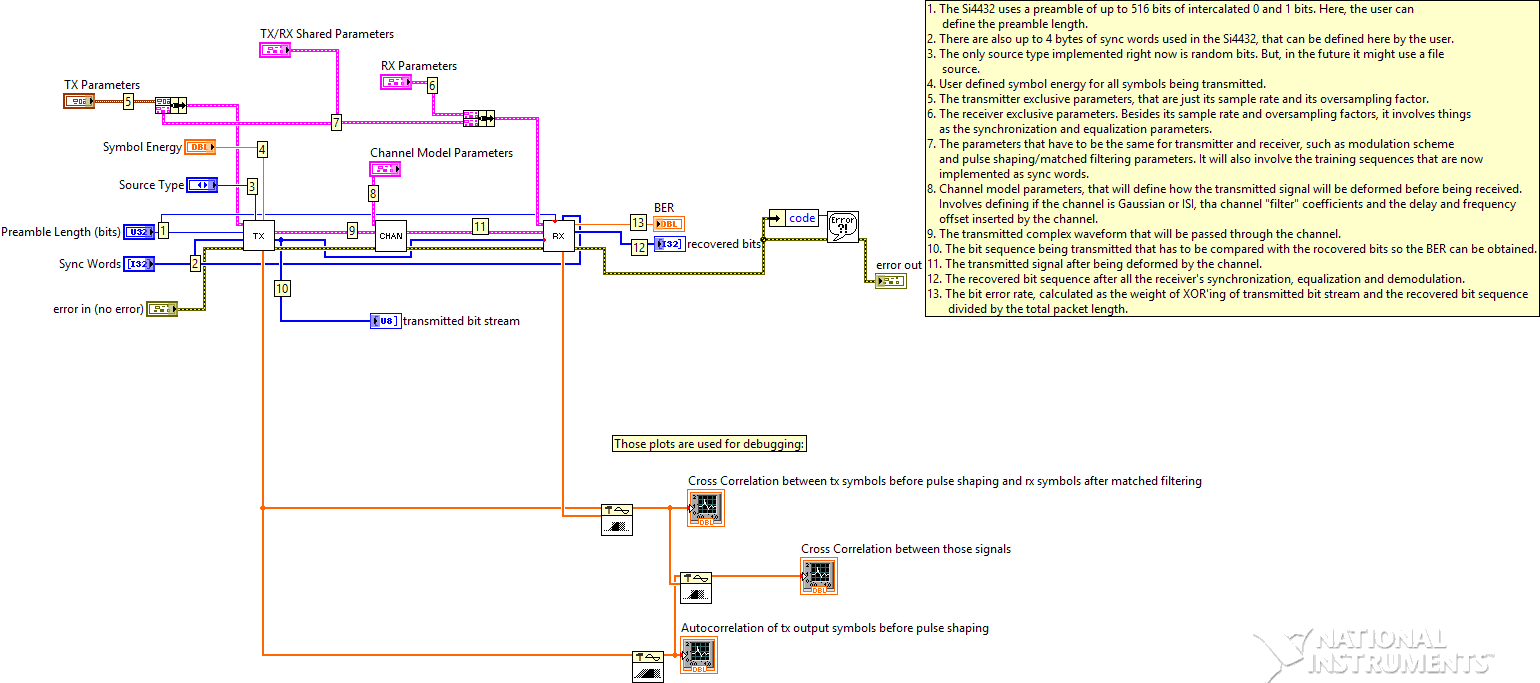 TX/RX Shared Parameters
RX Parameters
6
TX Parameters
5
7
Symbol Energy
DBL
4
Channel Model Parameters
Source Type
3
8
Preamble Length (bits)
U32
1
TX
9
CHAN
11
RX
BER
13
DBL
12
I32]
recovered bits
Sync Words
[I32
2
10
error in (no error)
U8]
transmitted bit stream
code
Error
?!
error out
1. The Si4432 uses a preamble of up to 516 bits of intercalated 0 and 1 bits. Here, the user can
define the preamble length.
2. There are also up to 4 bytes of sync words used in the Si4432, that can be defined here by the user.
3. The only source type implemented right now is random bits. But, in the future it might use a file
source.
4. User defined symbol energy for all symbols being transmitted.
5. The transmitter exclusive parameters, that are just its sample rate and its oversampling factor.
6. The receiver exclusive parameters. Besides its sample rate and oversampling factors, it involves things
as the synchronization and equalization parameters.
7. The parameters that have to be the same for transmitter and receiver, such as modulation scheme
and pulse shaping/matched filtering parameters. It will also involve the training sequences that are now
implemented as sync words.
8. Channel model parameters, that will define how the transmitted signal will be deformed before being received.
Involves defining if the channel is Gaussian or ISI, tha channel "filter" coefficients and the delay and frequency
offset inserted by the channel.
9. The transmitted complex waveform that will be passed through the channel.
10. The bit sequence being transmitted that has to be compared with the rocovered bits so the BER can be obtained.
11. The transmitted signal after being deformed by the channel.
12. The recovered bit sequence after all the receiver's synchronization, equalization and demodulation.
13. The bit error rate, calculated as the weight of XOR'ing of transmitted bit stream and the recovered bit sequence
divided by the total packet length.
Those plots are used for debugging:
Cross Correlation between tx symbols before pulse shaping and rx symbols after matched filtering
DBL
Cross Correlation between those signals
DBL
Autocorrelation of tx output symbols before pulse shaping
DBL
NATIONAL
INSTRUMENTS™